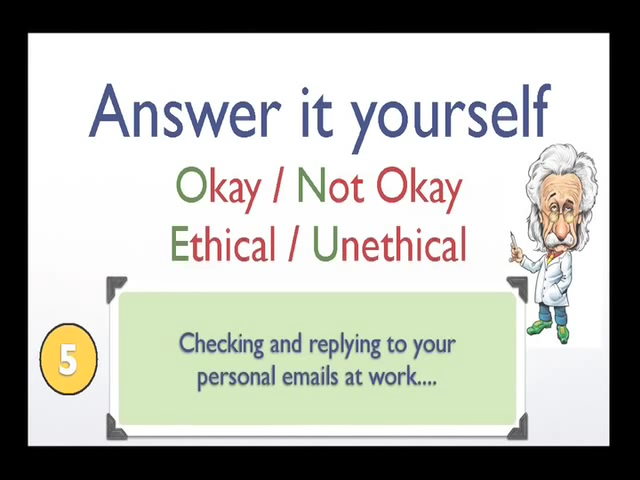 Answer it yourself
Okay / Not Okay
Ethical / Unethical
5
Checking and replying to your
personal emails at work....